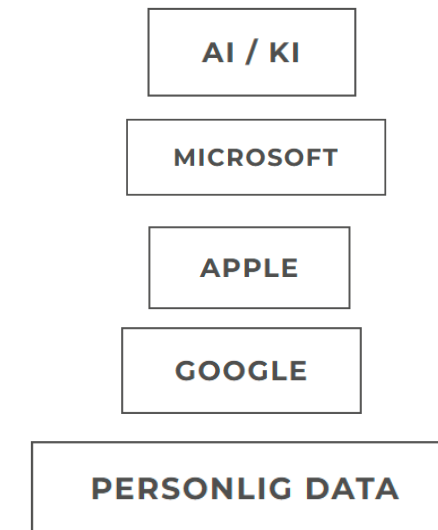 AI / KI
MICROSOFT
APPLE
GOOGLE
PERSONLIG DATA